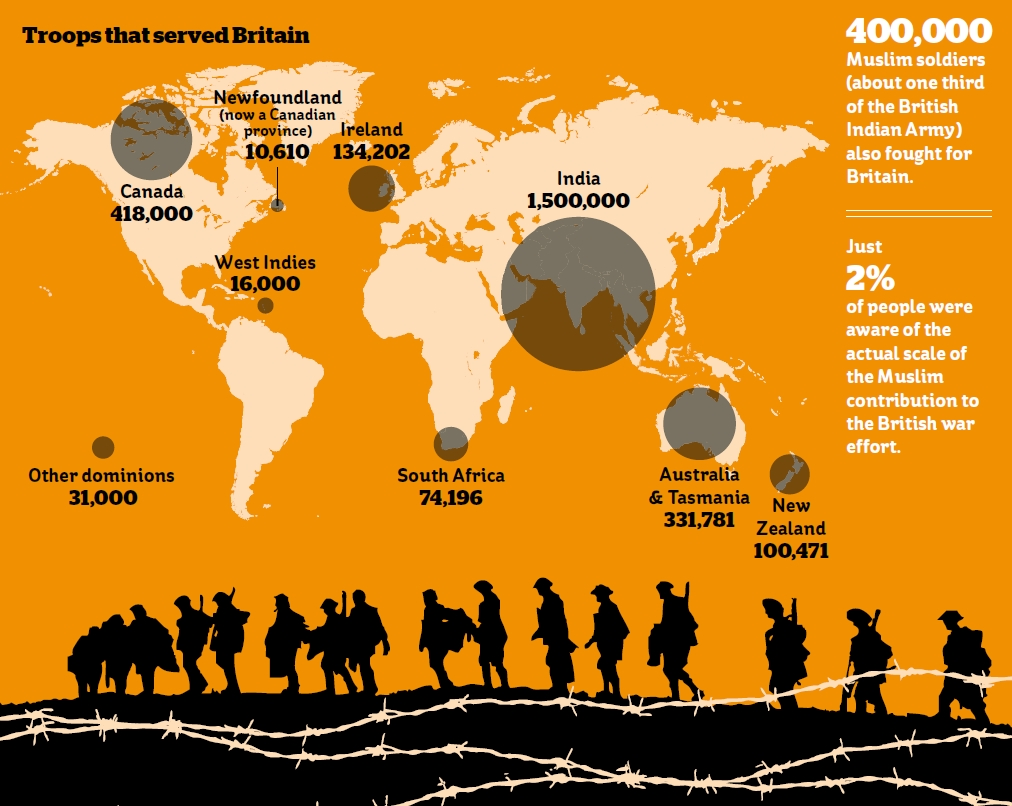 Troops that served Britain
Newfoundland
(now a Canadian
province)
10,610
Ireland
134,202
Canada
418,000
India
1,500,000
West Indies
16,000
Other dominions
31,000
South Africa
74,196
Australia
& Tasmania
331,781
New
Zealand
100,471
400,000
Muslim soldiers
(about one third
of the British
Indian Army)
also fought for
Britain.
Just
2%
of people were
aware of the
actual scale of
the Muslim
contribution to
the British war
effort.